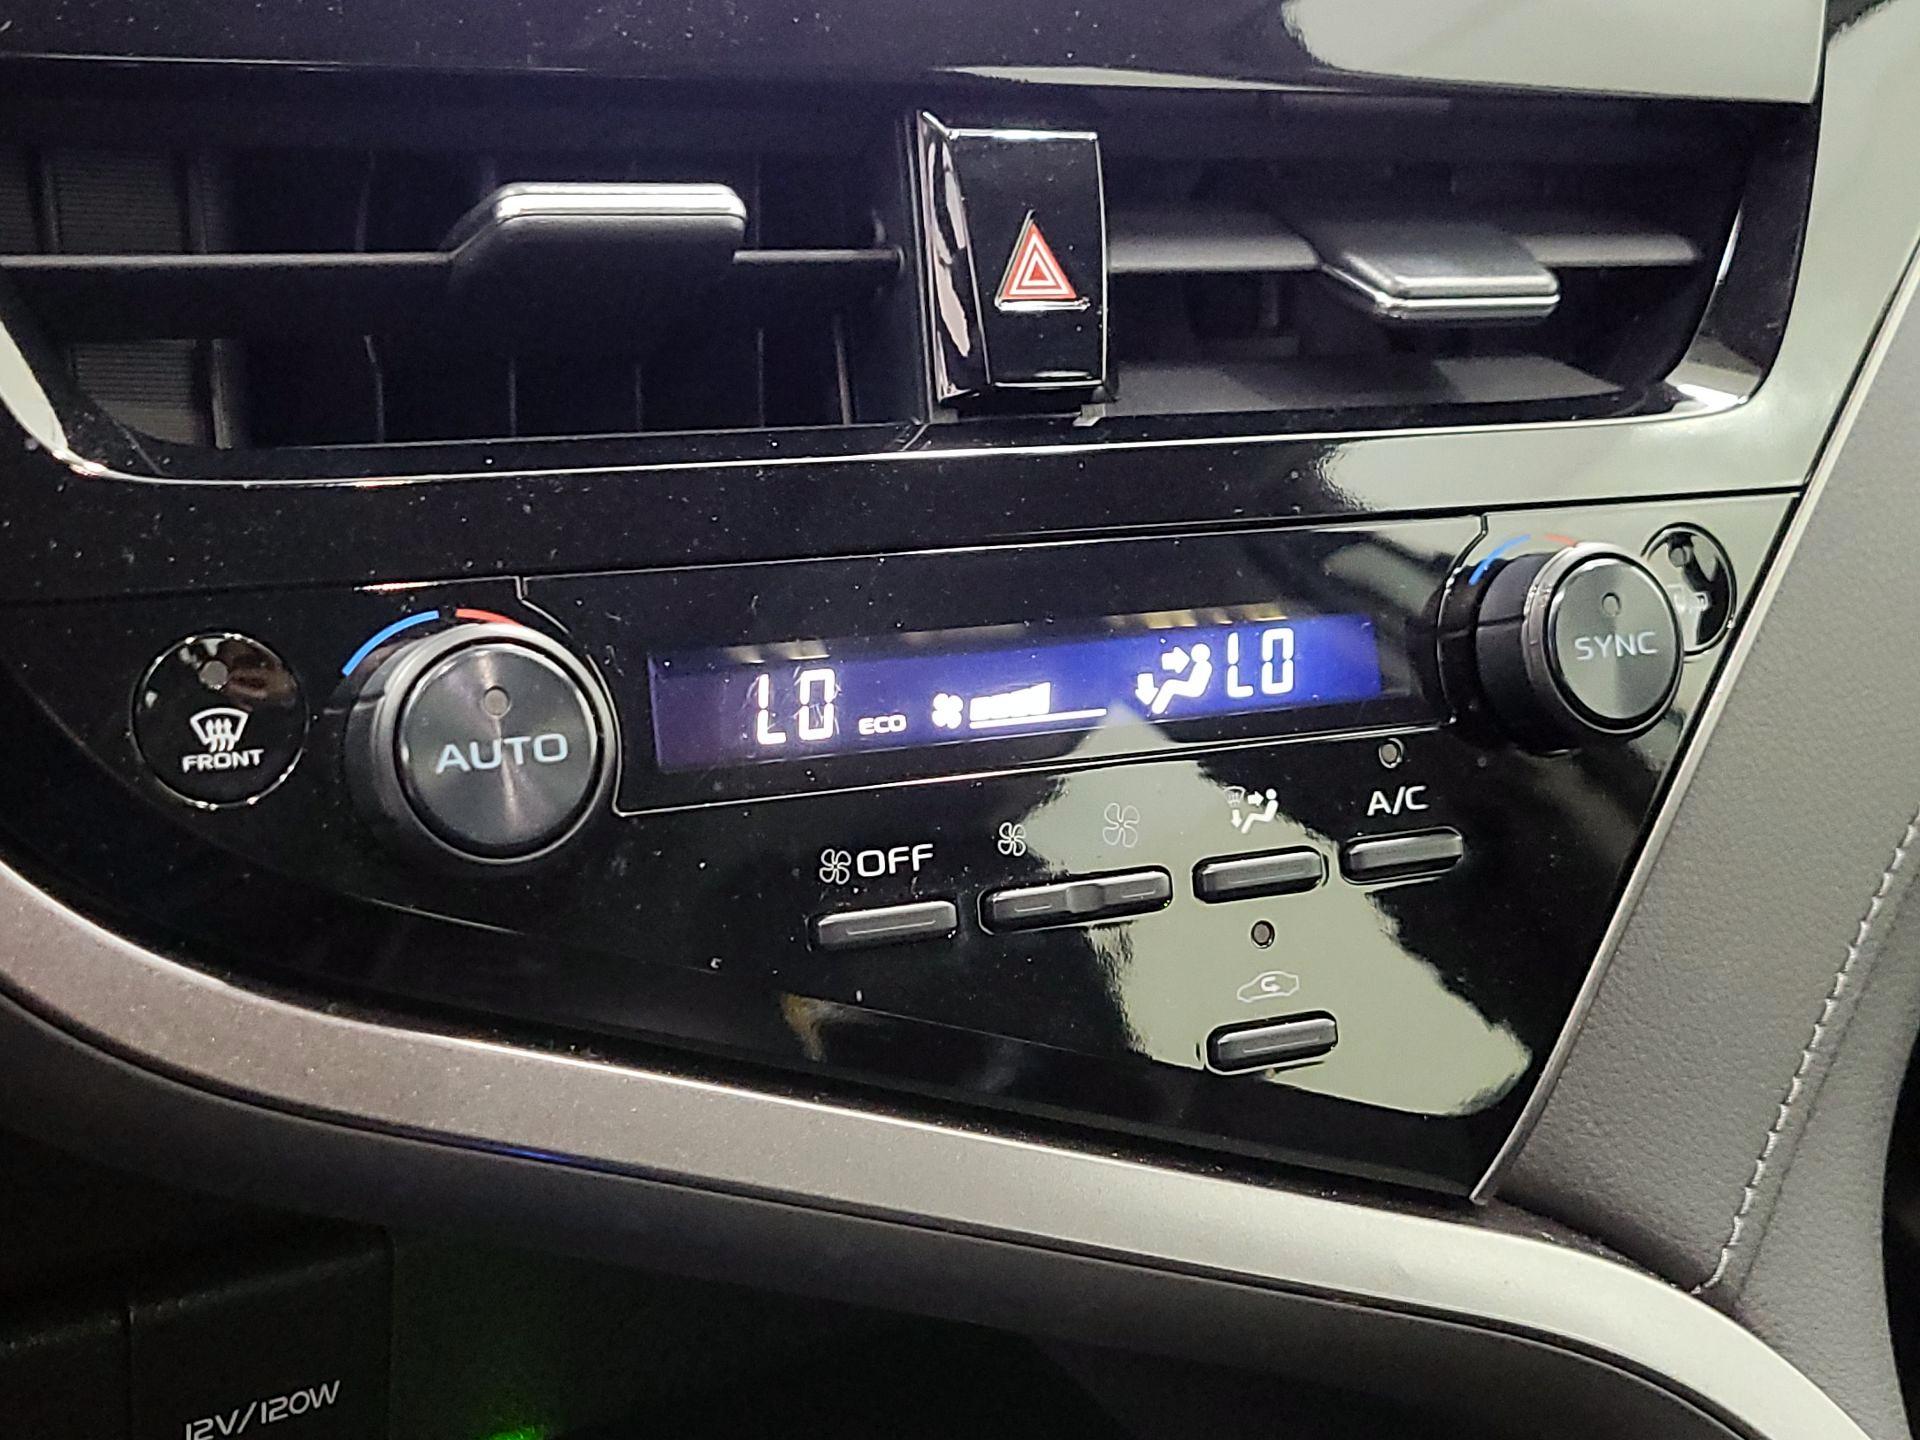 FRONT
AUTO
LO
ECO
LO
SYNC
OFF
A/C
12V/120W